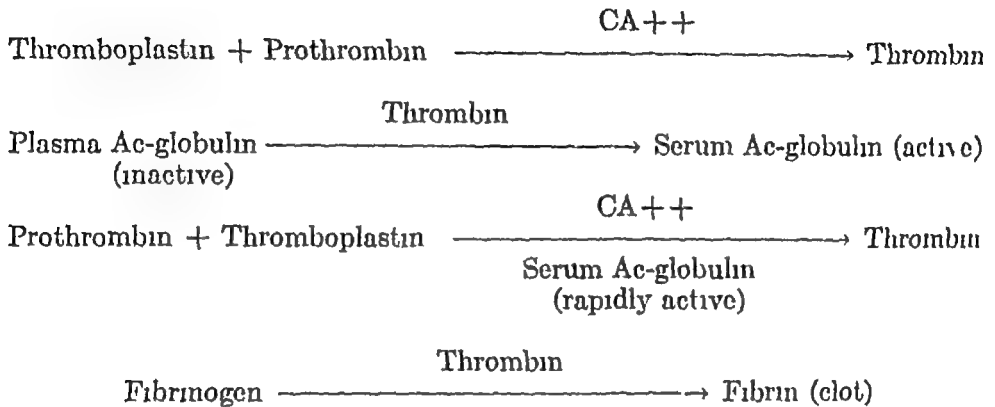 CA++
Thromboplastin + Prothrombin ⟶ Thrombin
Thrombin
Plasma Ac-globulin ⟶ Serum Ac-globulin (active)
(inactive)
CA++
Prothrombin + Thromboplastin ⟶ Thrombin
Serum Ac-globulin
(rapidly active)
Thrombin
Fibrinogen ⟶ Fibrin (clot)